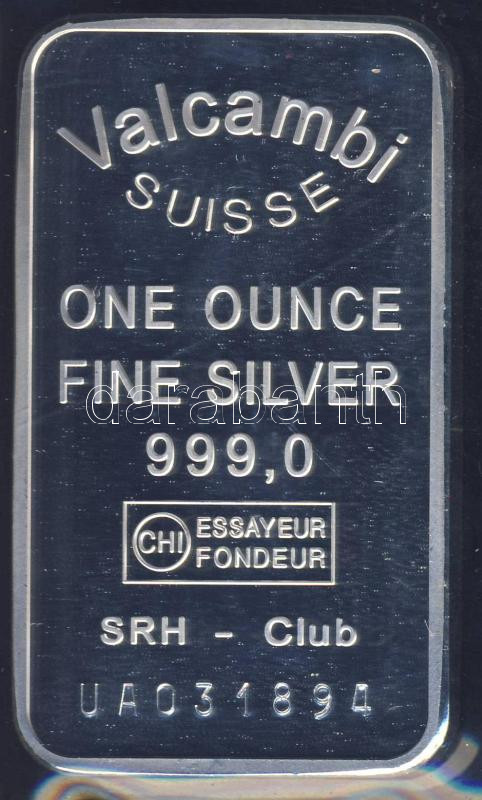 Valcambi
SUISSE
ONE OUNCE
FINE SILVER
darabanth
999,0
CHI ESSAYEUR
FONDEUR
SRH - Club
UA031894